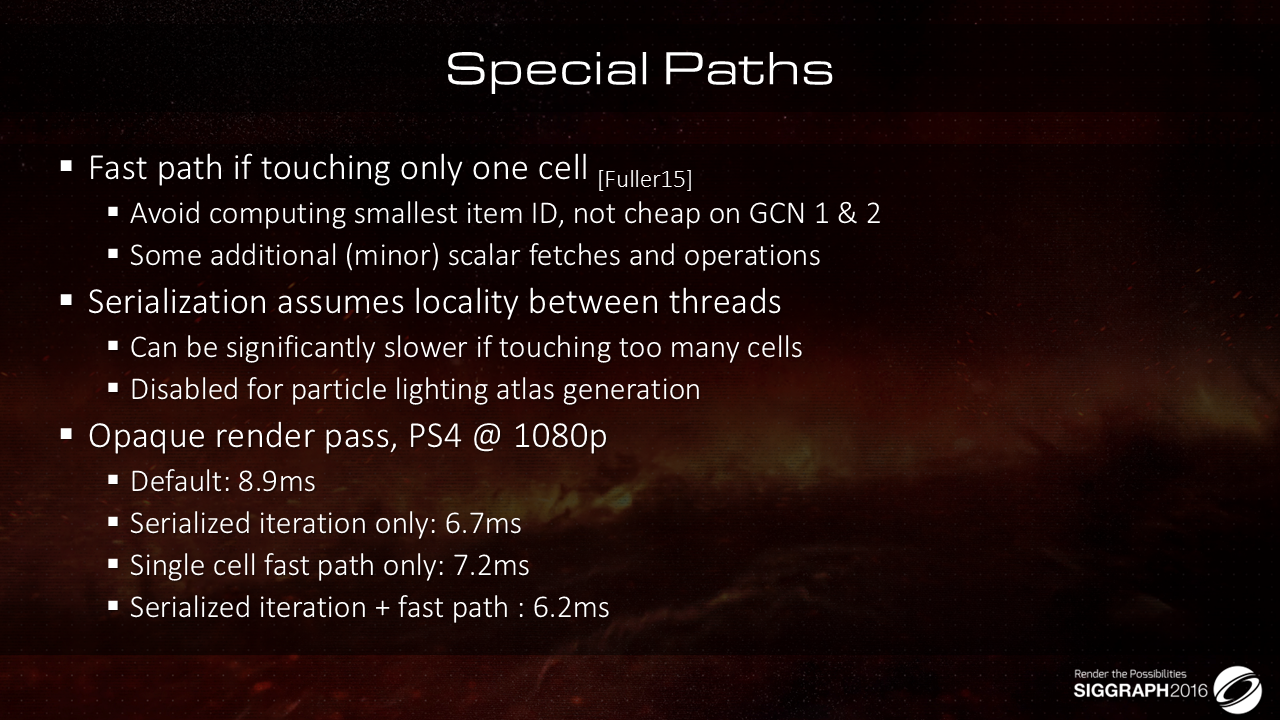 Special Paths
▪ Fast path if touching only one cell [Fuller15]
▪ Avoid computing smallest item ID, not cheap on GCN 1 & 2
▪ Some additional (minor) scalar fetches and operations
▪ Serialization assumes locality between threads
▪ Can be significantly slower if touching too many cells
▪ Disabled for particle lighting atlas generation
▪ Opaque render pass, PS4 @ 1080p
▪ Default: 8.9ms
▪ Serialized iteration only: 6.7ms
▪ Single cell fast path only: 7.2ms
▪ Serialized iteration + fast path : 6.2ms
Render the Possibilities
SIGGRAPH2016